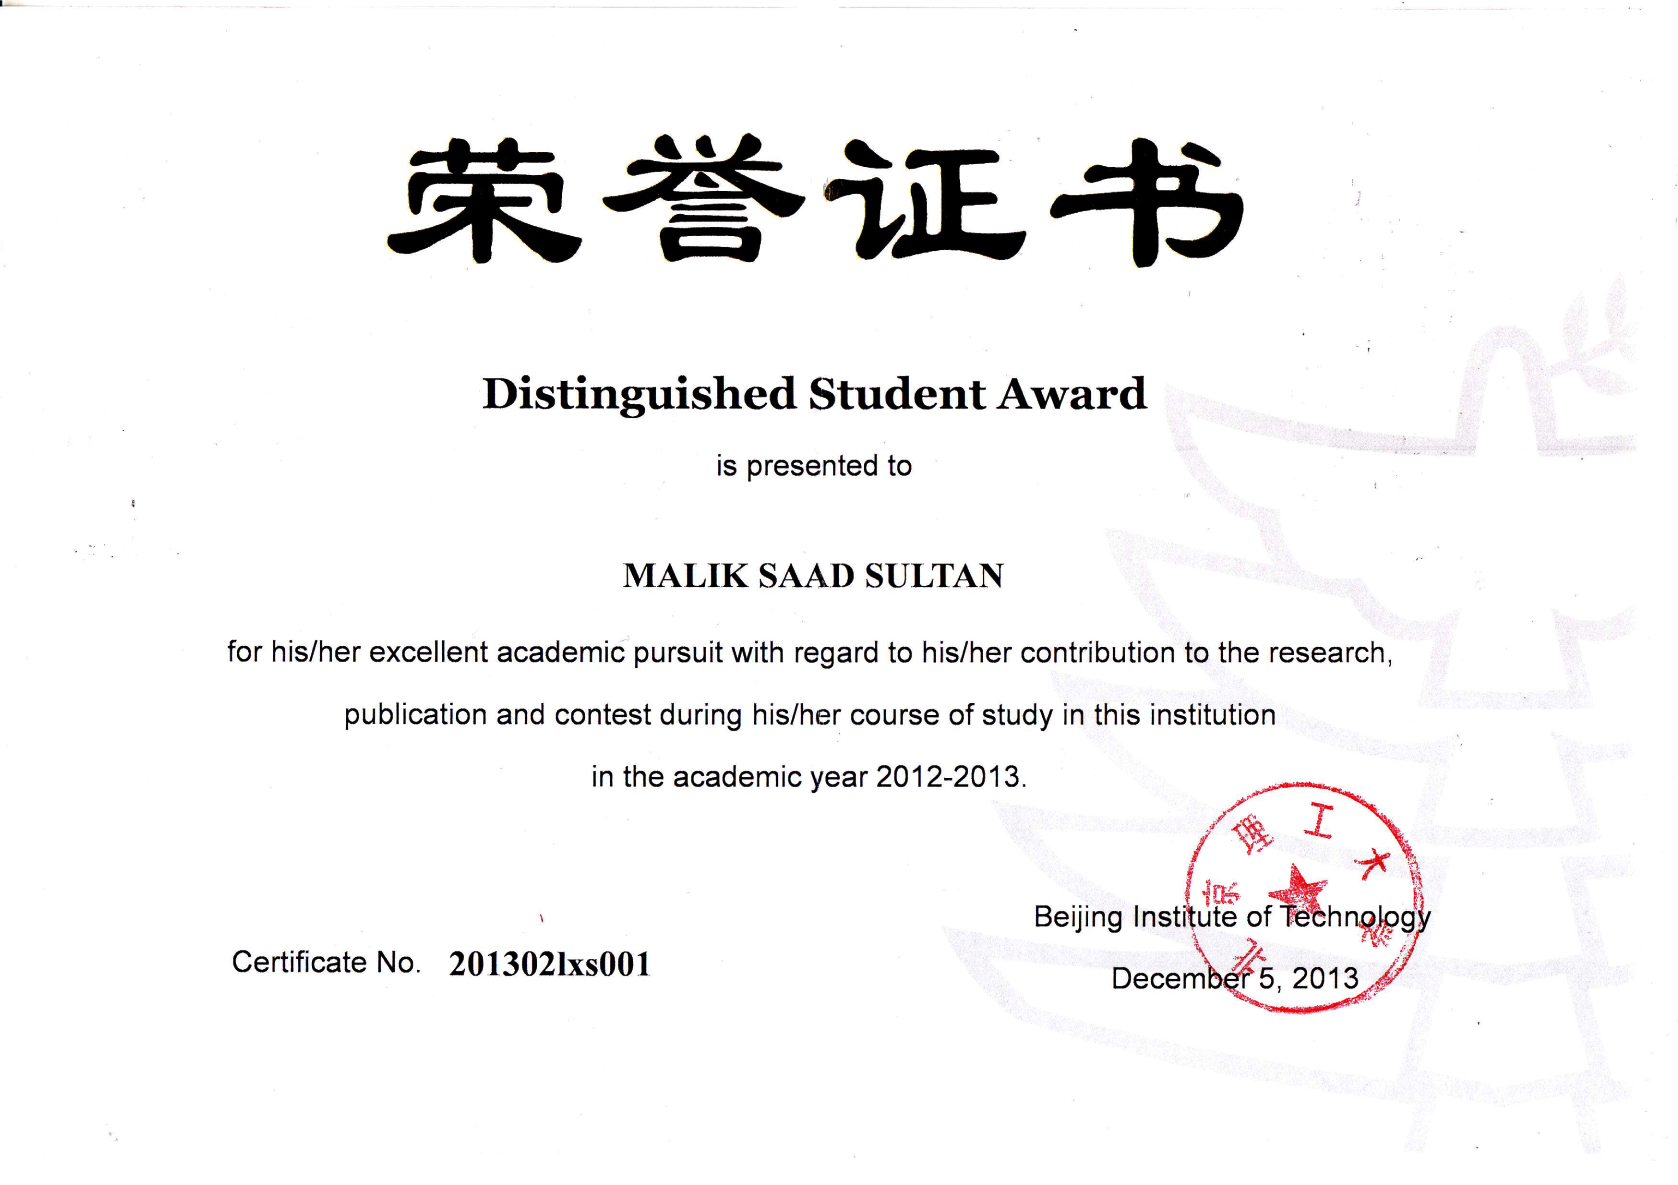 荣誉证书
Distinguished Student Award
is presented to
MALIK SAAD SULTAN
for his/her excellent academic pursuit with regard to his/her contribution to the research,
publication and contest during his/her course of study in this institution
in the academic year 2012-2013.
北京理工大学
Beijing Institute of Technology
Certificate No. 201302lxs001
December 5, 2013